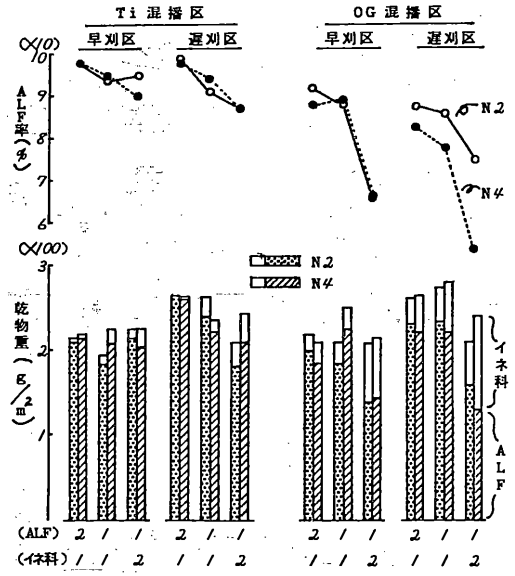 Ti 混播区 OG 混播区
早刈区 遅刈区 早刈区 遅刈区
(×10)
10
9
8
7
6
ALF率) %
N.2
N4
(×100)
3
2
1
乾物重) g/m²
N.2
N4
イネ科
ALF
(ALF) 2 1 1 2 1 1 2 1 1 2 1 1
(イネ科) 1 1 2 1 1 2 1 1 2 1 1 2